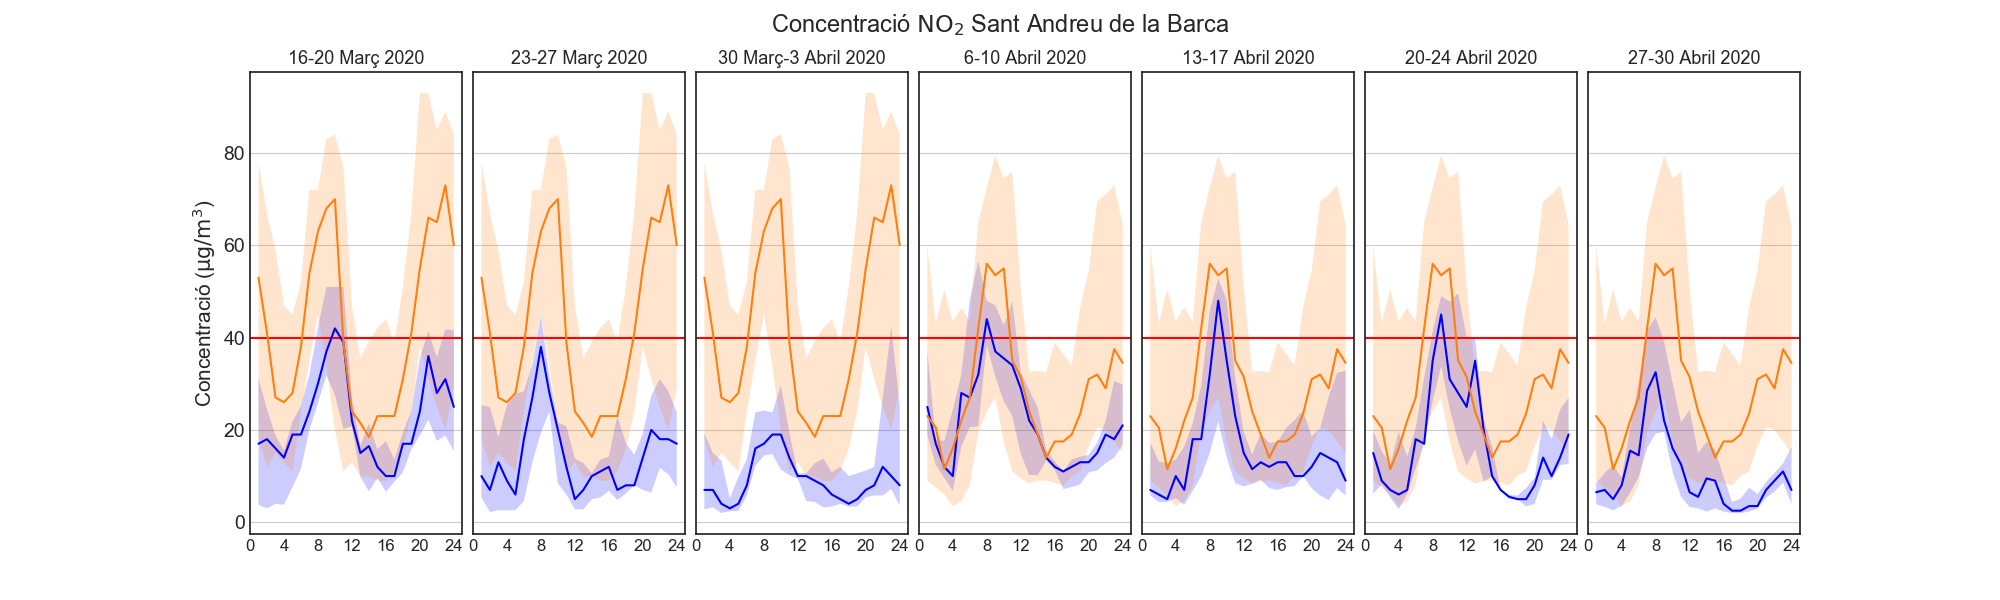 Concentració NO₂ Sant Andreu de la Barca
16-20 Març 2020
23-27 Març 2020
30 Març-3 Abril 2020
6-10 Abril 2020
13-17 Abril 2020
20-24 Abril 2020
27-30 Abril 2020
Concentració (µg/m³)
80
60
40
20
0
0 4 8 12 16 20 24
0 4 8 12 16 20 24
0 4 8 12 16 20 24
0 4 8 12 16 20 24
0 4 8 12 16 20 24
0 4 8 12 16 20 24
0 4 8 12 16 20 24